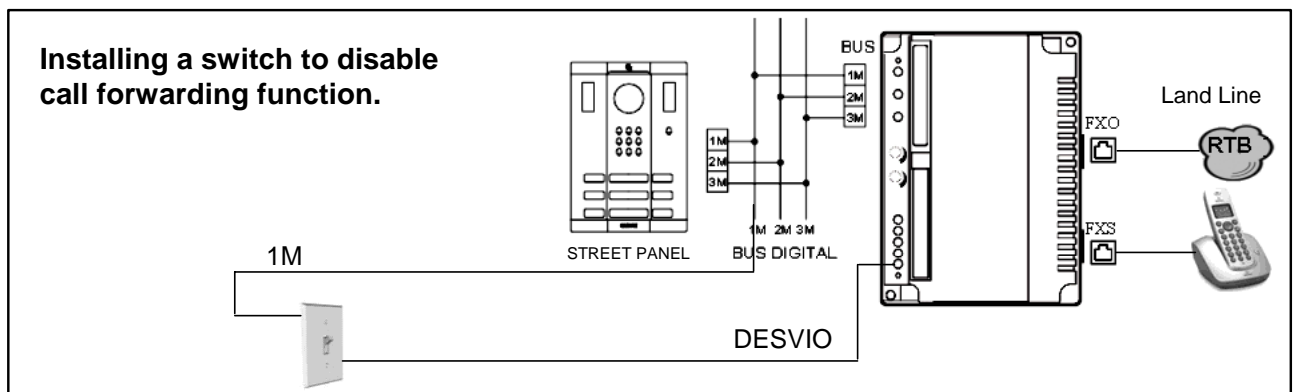 Installing a switch to disable
call forwarding function.
BUS
1M
2M
3M
Land Line
FXO
RTB
1M
2M
3M
FXS
1M 2M 3M
STREET PANEL
BUS DIGITAL
1M
DESVIO